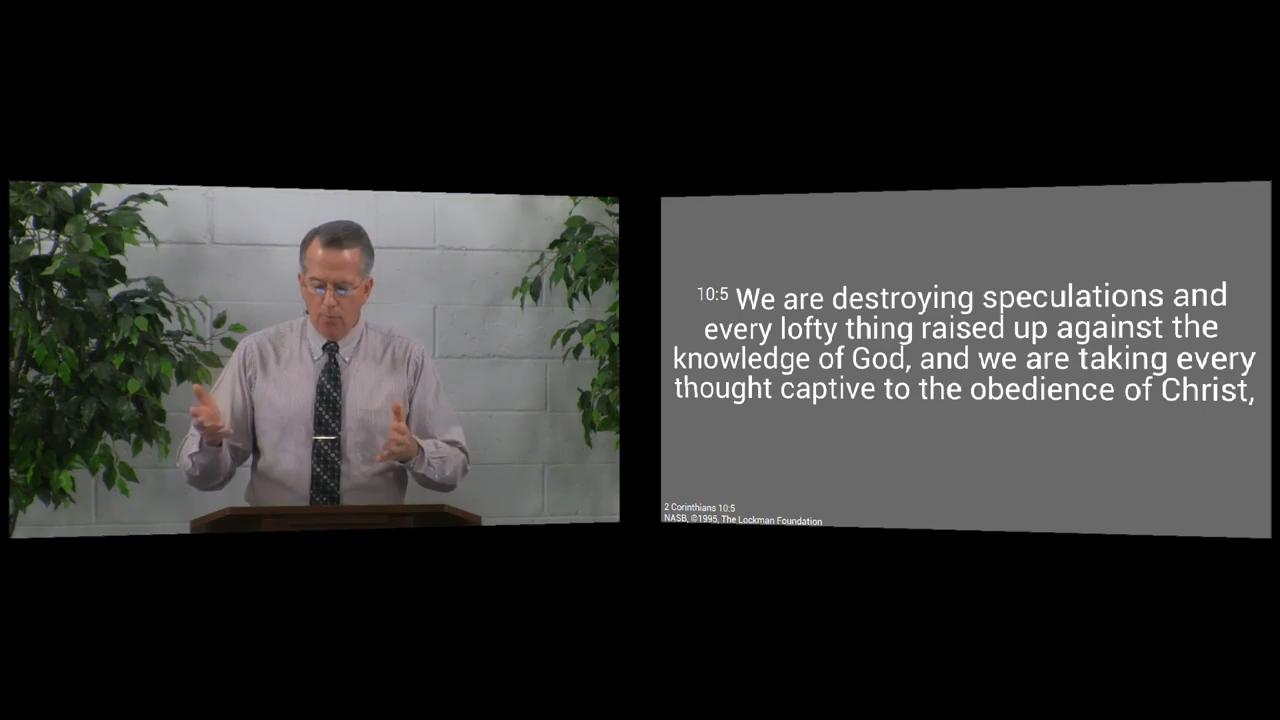 10:5 We are destroying speculations and
every lofty thing raised up against the
knowledge of God, and we are taking every
thought captive to the obedience of Christ,
2 Corinthians 10:5
NASB, ©1995, The Lockman Foundation